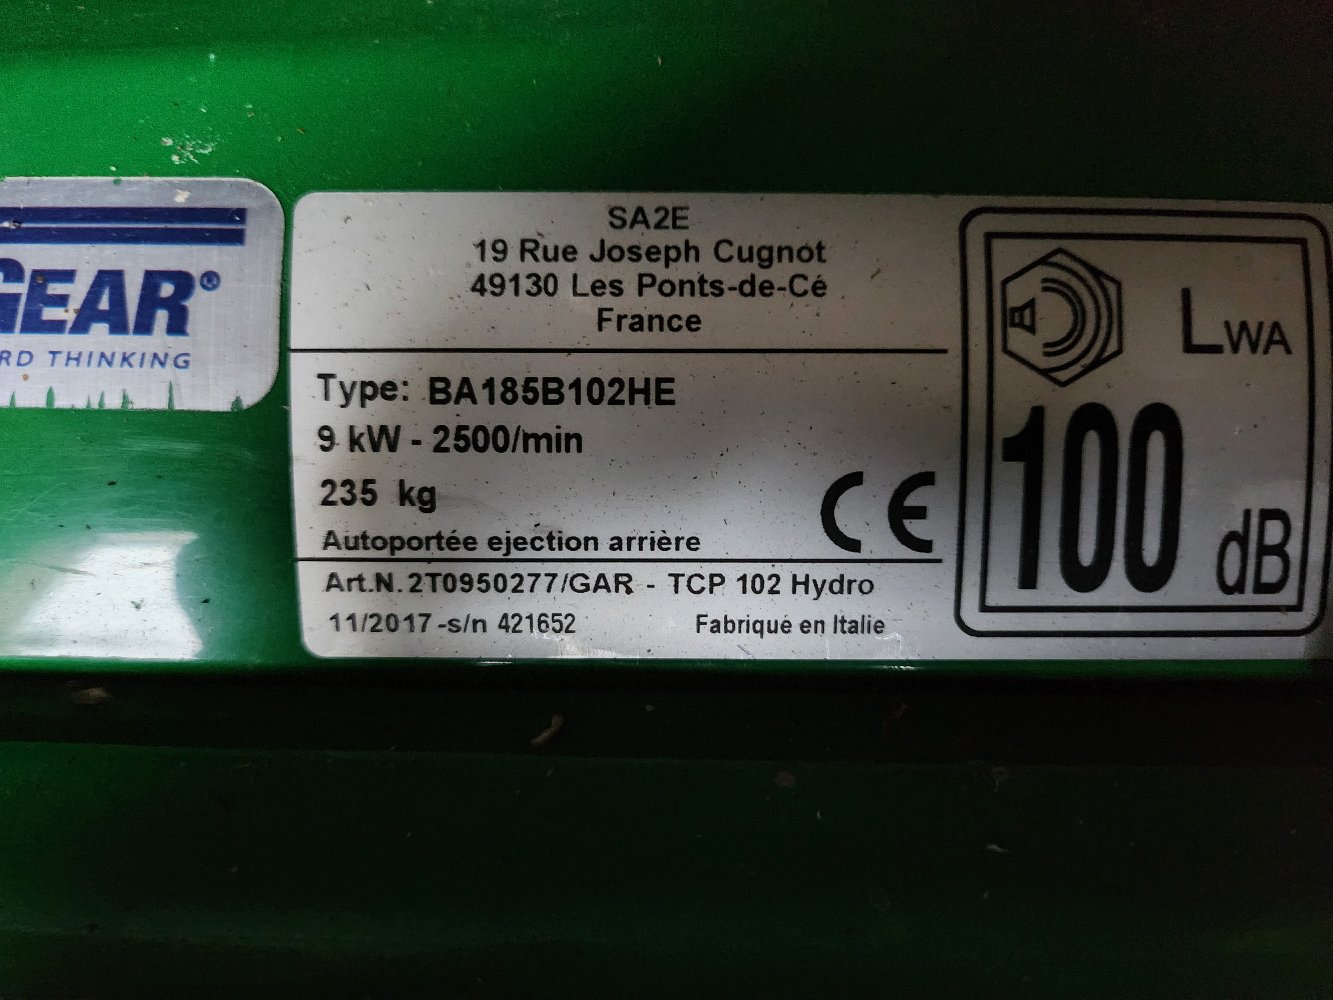 GEAR®
RD THINKING
SA2E
19 Rue Joseph Cugnot
49130 Les Ponts-de-Cé
France
Type: BA185B102HE
9 kW - 2500/min
235 kg
Autoportée ejection arrière
CE
Art.N. 2T0950277/GAR - TCP 102 Hydro
11/2017 -s/n 421652
Fabriqué en Italie
LWA
100
dB